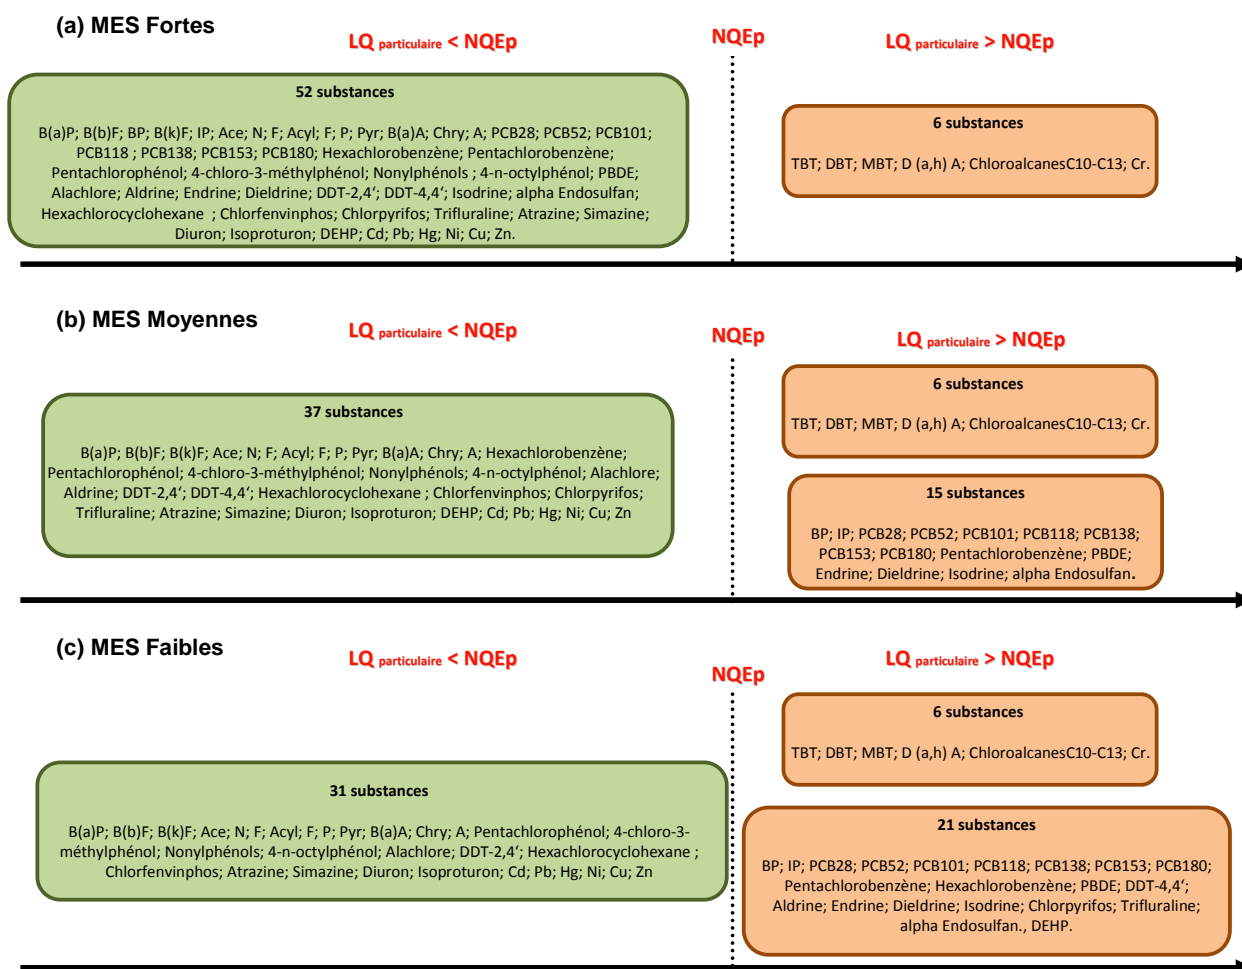 (a) MES Fortes
LQ particulaire < NQEp
NQEp
LQ particulaire > NQEp
52 substances
B(a)P; B(b)F; BP; B(k)F; IP; Ace; N; F; Acyl; F; P; Pyr; B(a)A; Chry; A; PCB28; PCB52; PCB101;
PCB118 ; PCB138; PCB153; PCB180; Hexachlorobenzène; Pentachlorobenzène;
Pentachlorophénol; 4-chloro-3-méthylphénol; Nonylphénols ; 4-n-octylphénol; PBDE;
Alachlore; Aldrine; Endrine; Dieldrine; DDT-2,4‘; DDT-4,4‘; Isodrine; alpha Endosulfan;
Hexachlorocyclohexane ; Chlorfenvinphos; Chlorpyrifos; Trifluraline; Atrazine; Simazine;
Diuron; Isoproturon; DEHP; Cd; Pb; Hg; Ni; Cu; Zn.
6 substances
TBT; DBT; MBT; D (a,h) A; ChloroalcanesC10-C13; Cr.
(b) MES Moyennes
LQ particulaire < NQEp
NQEp
LQ particulaire > NQEp
37 substances
B(a)P; B(b)F; B(k)F; Ace; N; F; Acyl; F; P; Pyr; B(a)A; Chry; A; Hexachlorobenzène;
Pentachlorophénol; 4-chloro-3-méthylphénol; Nonylphénols; 4-n-octylphénol; Alachlore;
Aldrine; DDT-2,4‘; DDT-4,4‘; Hexachlorocyclohexane ; Chlorfenvinphos; Chlorpyrifos;
Trifluraline; Atrazine; Simazine; Diuron; Isoproturon; DEHP; Cd; Pb; Hg; Ni; Cu; Zn
6 substances
TBT; DBT; MBT; D (a,h) A; ChloroalcanesC10-C13; Cr.
15 substances
BP; IP; PCB28; PCB52; PCB101; PCB118; PCB138;
PCB153; PCB180; Pentachlorobenzène; PBDE;
Endrine; Dieldrine; Isodrine; alpha Endosulfan.
(c) MES Faibles
LQ particulaire < NQEp
NQEp
LQ particulaire > NQEp
31 substances
B(a)P; B(b)F; B(k)F; Ace; N; F; Acyl; F; P; Pyr; B(a)A; Chry; A; Pentachlorophénol; 4-chloro-3-
méthylphénol; Nonylphénols; 4-n-octylphénol; Alachlore; DDT-2,4‘; Hexachlorocyclohexane ;
Chlorfenvinphos; Atrazine; Simazine; Diuron; Isoproturon; Cd; Pb; Hg; Ni; Cu; Zn
6 substances
TBT; DBT; MBT; D (a,h) A; ChloroalcanesC10-C13; Cr.
21 substances
BP; IP; PCB28; PCB52; PCB101; PCB118; PCB138; PCB153; PCB180;
Pentachlorobenzène; Hexachlorobenzène; PBDE; DDT-4,4‘;
Aldrine; Endrine; Dieldrine; Isodrine; Chlorpyrifos; Trifluraline;
alpha Endosulfan., DEHP.